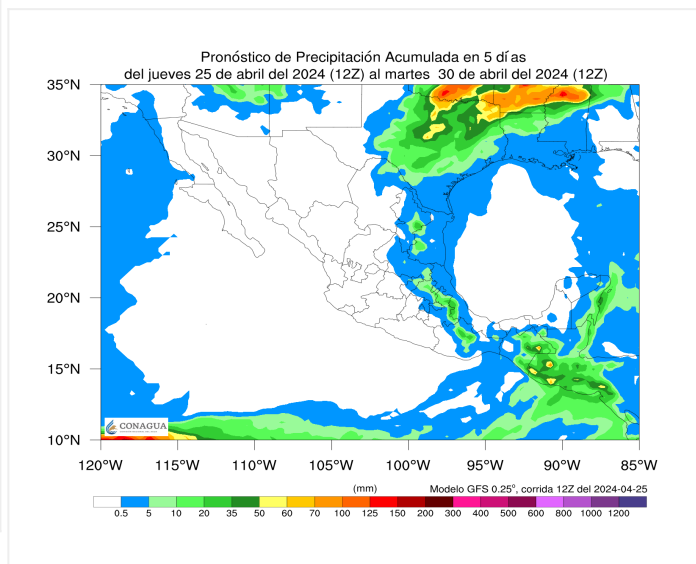 Pronóstico de Precipitación Acumulada en 5 días
del jueves 25 de abril del 2024 (12Z) al martes 30 de abril del 2024 (12Z)
35°N
30°N
25°N
20°N
15°N
10°N
CONAGUA
120°W 115°W 110°W 105°W 100°W 95°W 90°W 85°W
(mm) Modelo GFS 0.25°, corrida 12Z del 2024-04-25
0.5 5 10 20 35 50 60 70 100 125 150 200 300 400 500 600 800 1000 1200